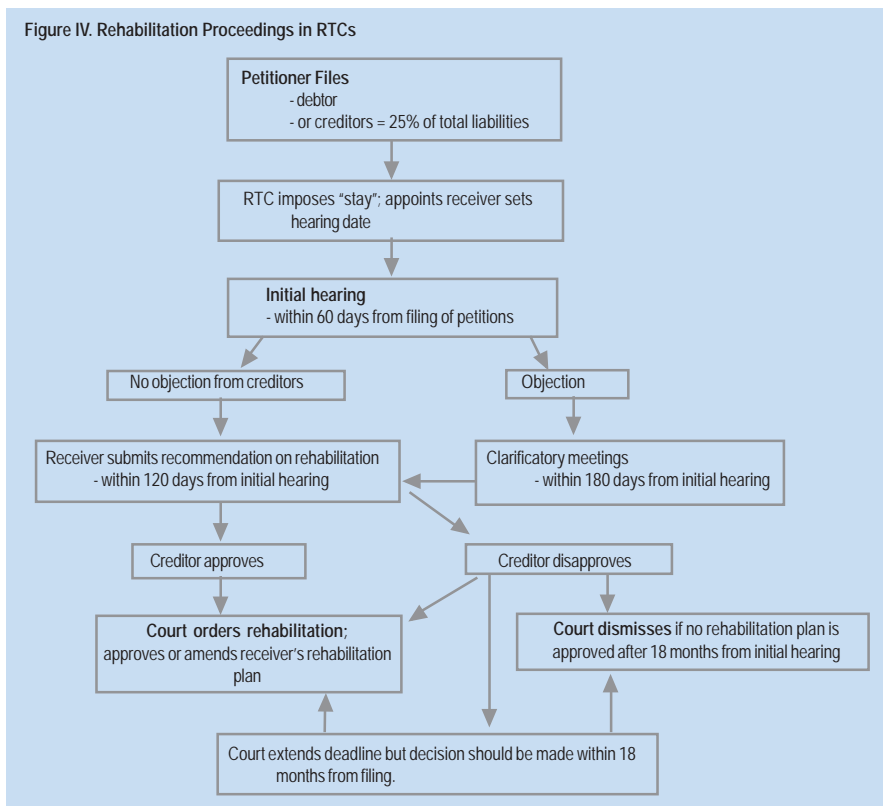 Figure IV. Rehabilitation Proceedings in RTCs
Petitioner Files
- debtor
- or creditors = 25% of total liabilities
RTC imposes “stay”; appoints receiver sets
hearing date
Initial hearing
- within 60 days from filing of petitions
No objection from creditors
Objection
Receiver submits recommendation on rehabilitation
- within 120 days from initial hearing
Clarificatory meetings
- within 180 days from initial hearing
Creditor approves
Creditor disapproves
Court orders rehabilitation;
approves or amends receiver’s rehabilitation
plan
Court dismisses if no rehabilitation plan is
approved after 18 months from initial hearing
Court extends deadline but decision should be made within 18
months from filing.